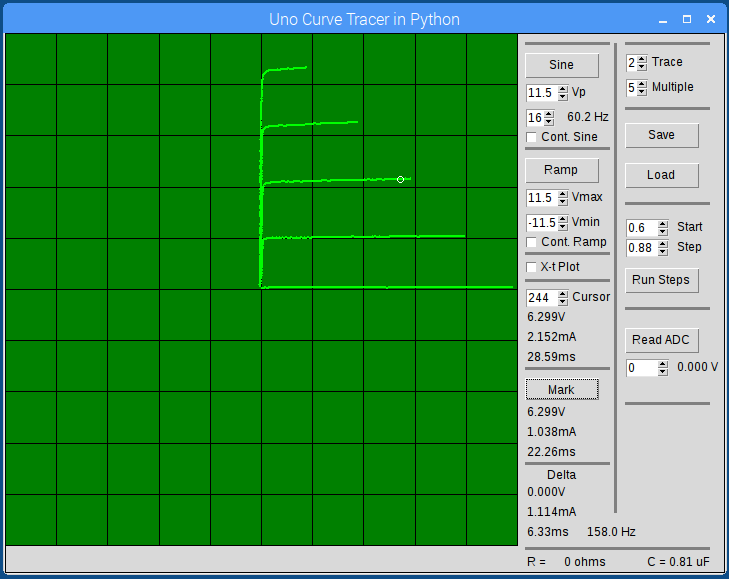 Uno Curve Tracer in Python
Sine
11.5 Vp
16 60.2 Hz
Cont. Sine
Ramp
11.5 Vmax
-11.5 Vmin
Cont. Ramp
X-t Plot
244 Cursor
6.299V
2.152mA
28.59ms
Mark
6.299V
1.038mA
22.26ms
Delta
0.000V
1.114mA
6.33ms 158.0 Hz
R = 0 ohms C = 0.81 uF
2 Trace
5 Multiple
Save
Load
0.6 Start
0.88 Step
Run Steps
Read ADC
0 0.000 V